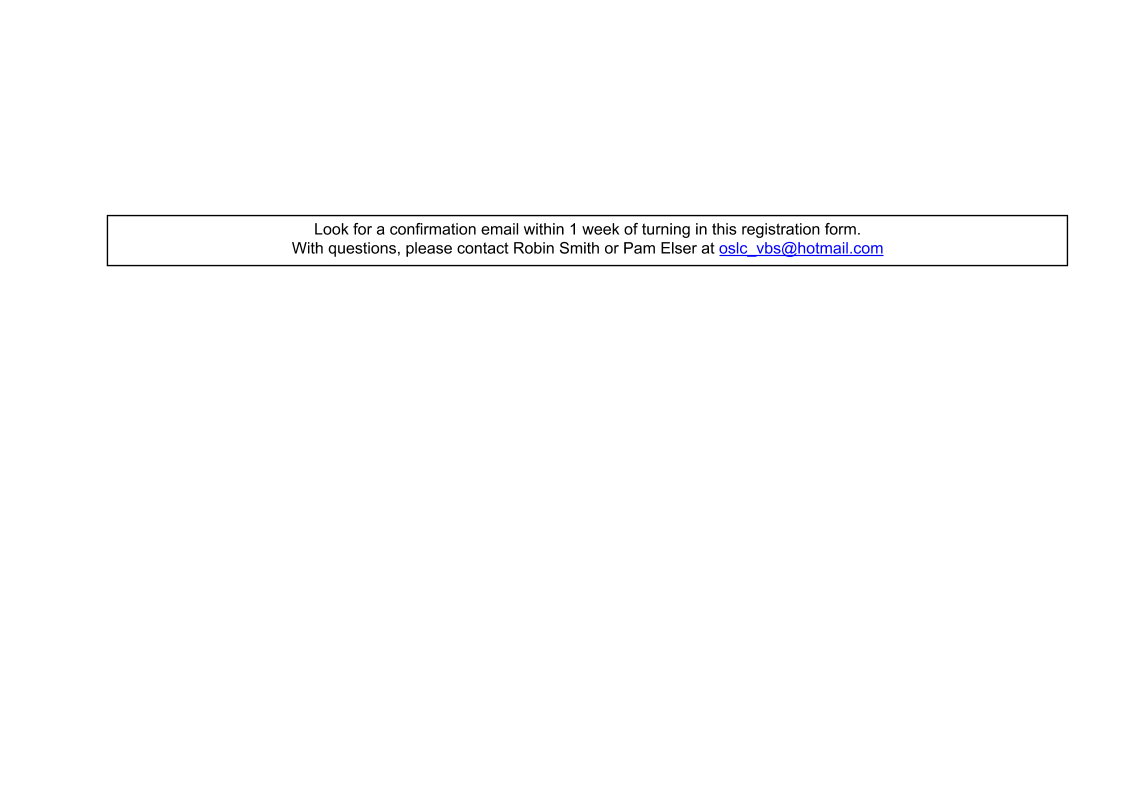 Look for a confirmation email within 1 week of turning in this registration form.
With questions, please contact Robin Smith or Pam Elser at oslc_vbs@hotmail.com